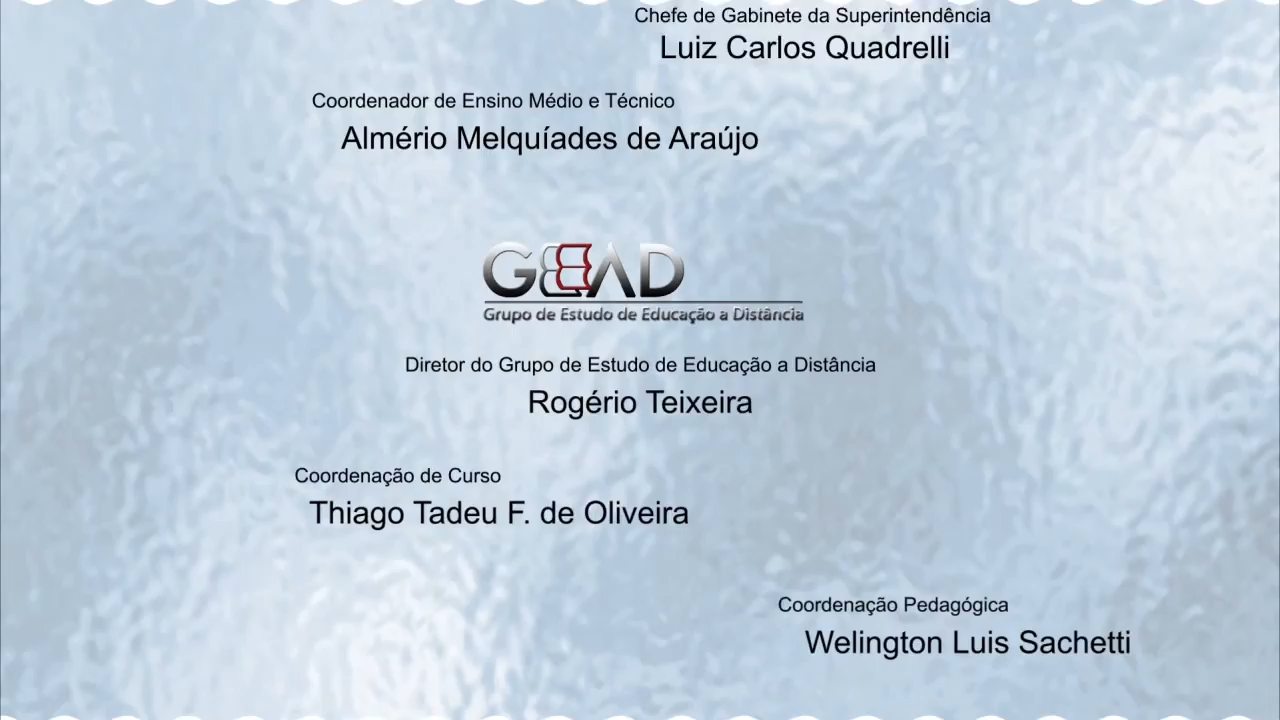 Chefe de Gabinete da Superintendência
Luiz Carlos Quadrelli
Coordenador de Ensino Médio e Técnico
Almério Melquíades de Araújo
GEEAD
Grupo de Estudo de Educação a Distância
Diretor do Grupo de Estudo de Educação a Distância
Rogério Teixeira
Coordenação de Curso
Thiago Tadeu F. de Oliveira
Coordenação Pedagógica
Welington Luis Sachetti